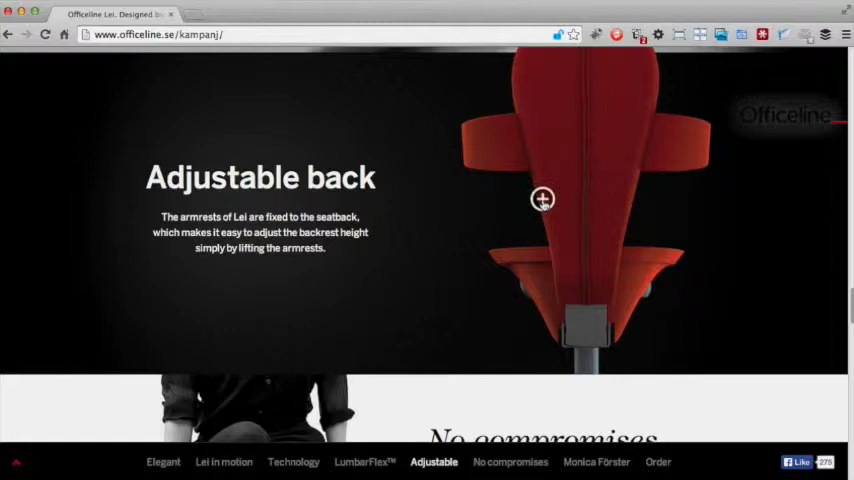 Officeline Lei. Designed by
www.officeline.se/kampanj/
2
Officeline
Adjustable back
The armrests of Lei are fixed to the seatback,
which makes it easy to adjust the backrest height
simply by lifting the armrests.
No compromises
Elegant Lei in motion Technology LumbarFlex™ Adjustable No compromises Monica Förster Order
Like 275